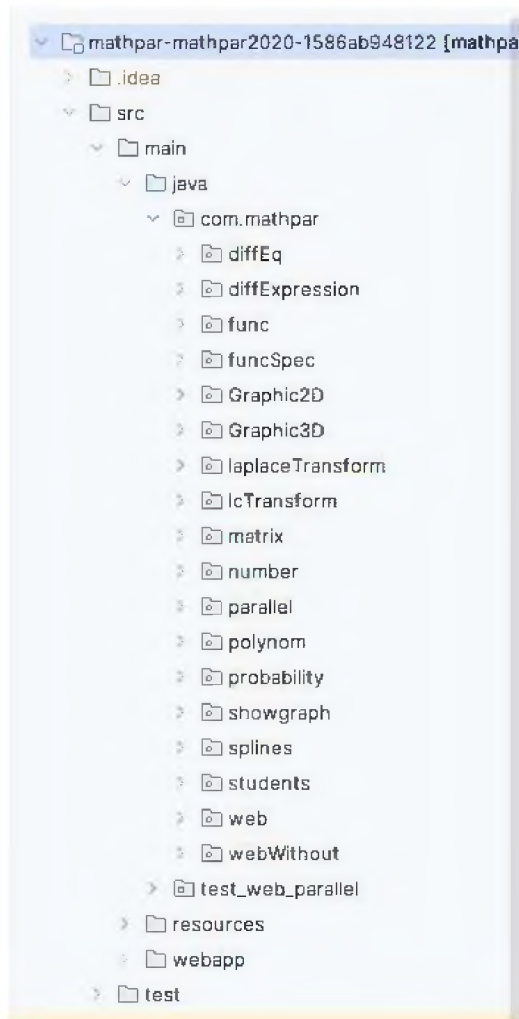 mathpar-mathpar2020-1586ab948122 [mathpa
.idea
src
main
java
com.mathpar
diffEq
diffExpression
func
funcSpec
Graphic2D
Graphic3D
laplaceTransform
lcTransform
matrix
number
parallel
polynom
probability
showgraph
splines
students
web
webWithout
test_web_parallel
resources
webapp
test